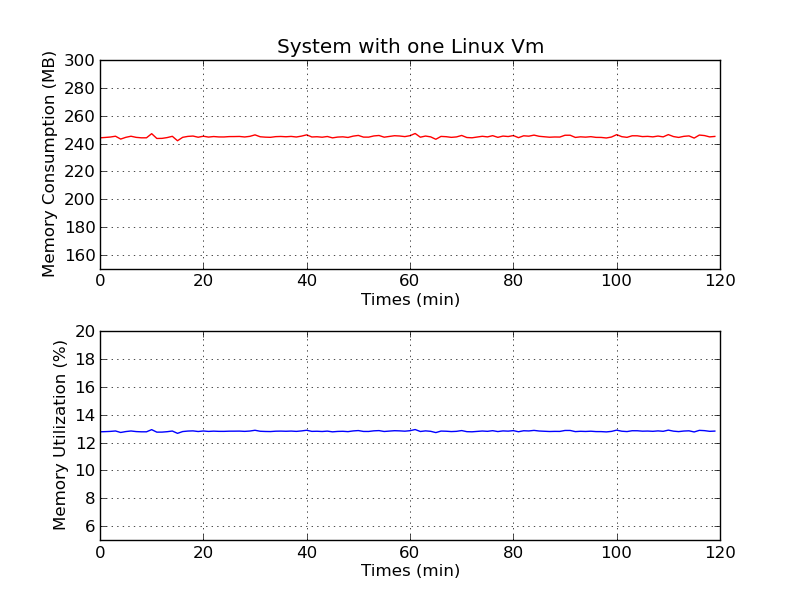 System with one Linux Vm
Memory Consumption (MB)
300
280
260
240
220
200
180
160
0 20 40 60 80 100 120
Times (min)
Memory Utilization (%)
20
18
16
14
12
10
8
6
0 20 40 60 80 100 120
Times (min)